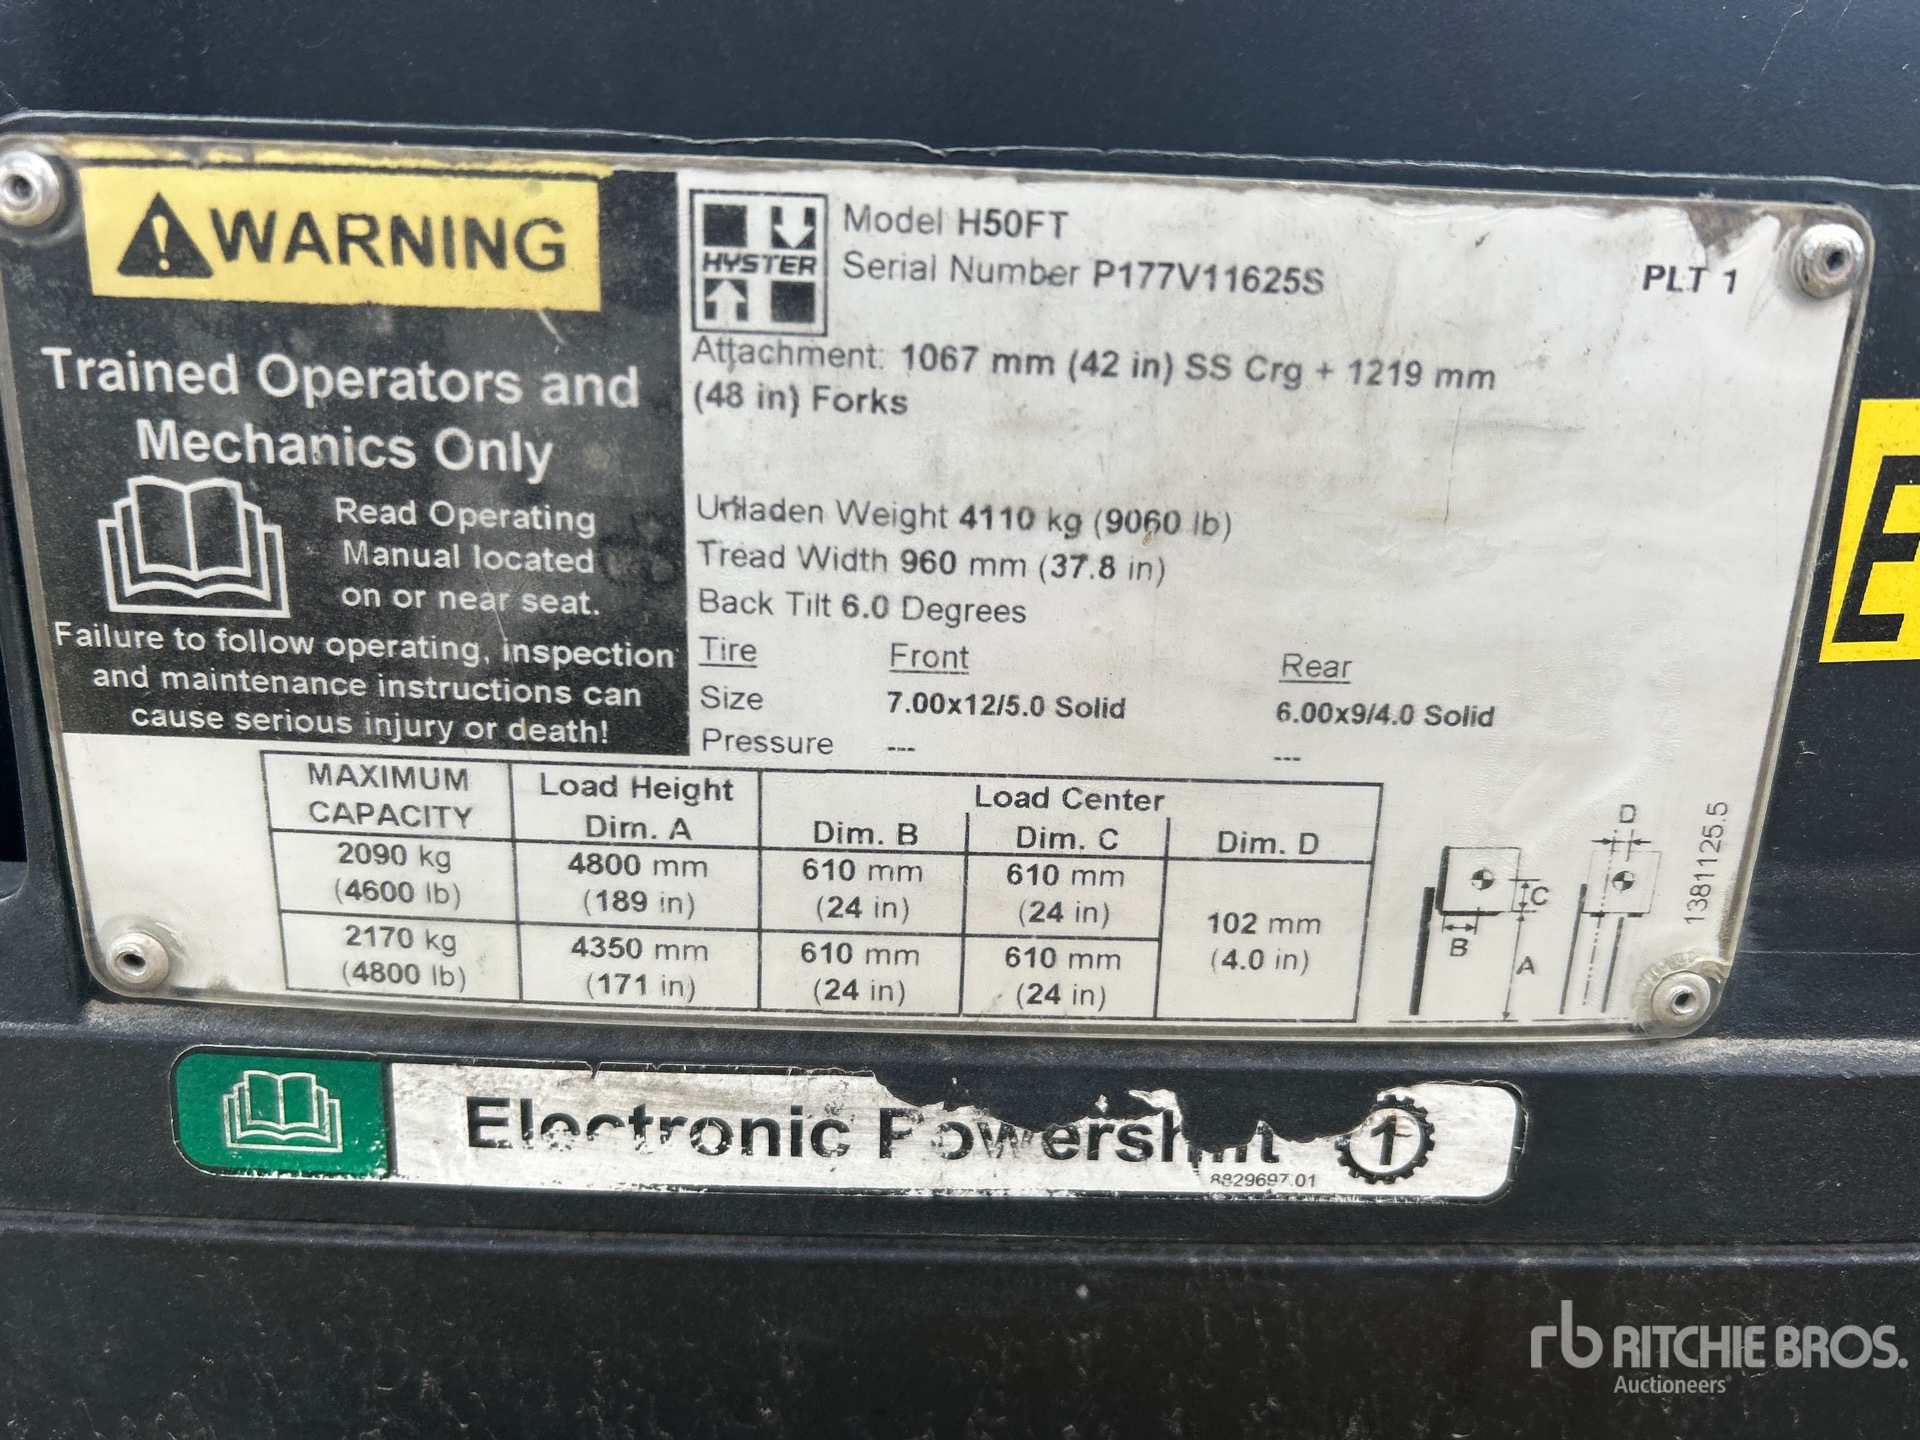 WARNING
Trained Operators and
Mechanics Only
Read Operating
Manual located
on or near seat.
Failure to follow operating, inspection
and maintenance instructions can
cause serious injury or death!
HYSTER
Model H50FT
Serial Number P177V11625S
PLT 1
Attachment: 1067 mm (42 in) SS Crg + 1219 mm
(48 in) Forks
Unladen Weight 4110 kg (9060 lb)
Tread Width 960 mm (37.8 in)
Back Tilt 6.0 Degrees
Tire Front Rear
Size 7.00x12/5.0 Solid 6.00x9/4.0 Solid
Pressure --- ---
MAXIMUM
CAPACITY
Load Height
Dim. A
Load Center
Dim. B Dim. C Dim. D
2090 kg 4800 mm 610 mm 610 mm
(4600 lb) (189 in) (24 in) (24 in)
102 mm
(4.0 in)
2170 kg 4350 mm 610 mm 610 mm
(4800 lb) (171 in) (24 in) (24 in)
D
C
B
A
1381125.5
Electronic Powershift 1
8829697.01
rb RITCHIE BROS.
Auctioneers